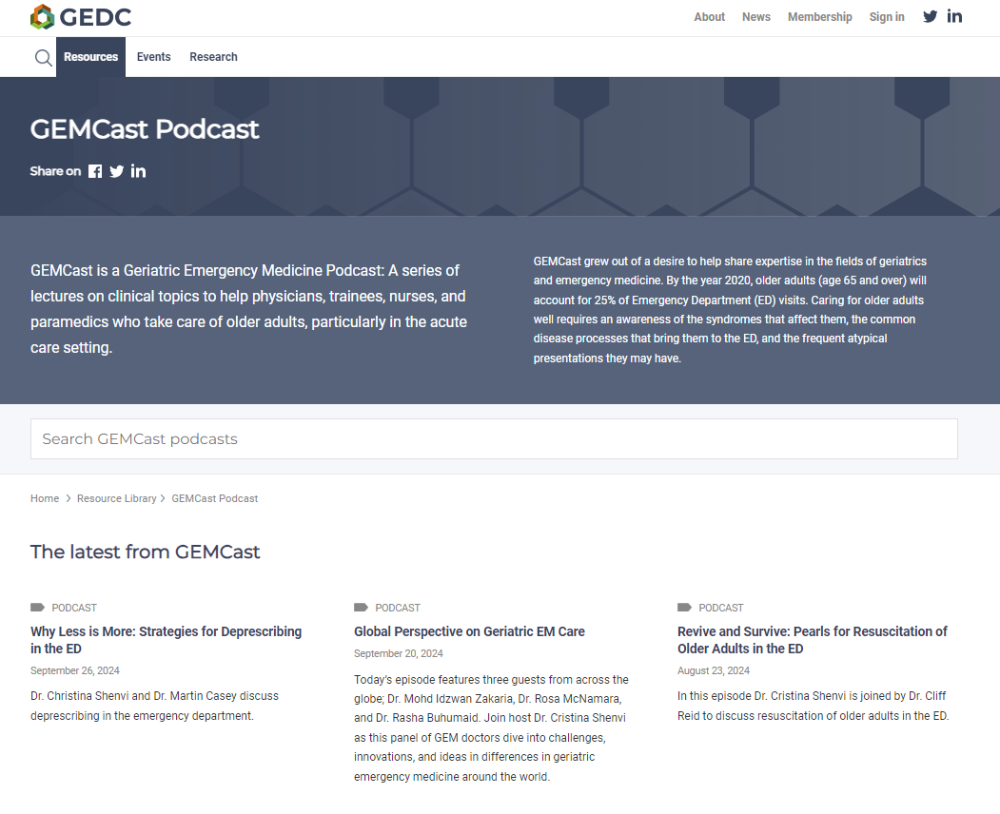 GEDC
About News Membership Sign in
Resources Events Research
GEMCast Podcast
Share on
GEMCast is a Geriatric Emergency Medicine Podcast: A series of
lectures on clinical topics to help physicians, trainees, nurses, and
paramedics who take care of older adults, particularly in the acute
care setting.
GEMCast grew out of a desire to help share expertise in the fields of geriatrics
and emergency medicine. By the year 2020, older adults (age 65 and over) will
account for 25% of Emergency Department (ED) visits. Caring for older adults
well requires an awareness of the syndromes that affect them, the common
disease processes that bring them to the ED, and the frequent atypical
presentations they may have.
Search GEMCast podcasts
Home > Resource Library > GEMCast Podcast
The latest from GEMCast
PODCAST
Why Less is More: Strategies for Deprescribing
in the ED
September 26, 2024
Dr. Christina Shenvi and Dr. Martin Casey discuss
deprescribing in the emergency department.
PODCAST
Global Perspective on Geriatric EM Care
September 20, 2024
Today's episode features three guests from across the
globe; Dr. Mohd Idzwan Zakaria, Dr. Rosa McNamara,
and Dr. Rasha Buhumaid. Join host Dr. Cristina Shenvi
as this panel of GEM doctors dive into challenges,
innovations, and ideas in differences in geriatric
emergency medicine around the world.
PODCAST
Revive and Survive: Pearls for Resuscitation of
Older Adults in the ED
August 23, 2024
In this episode Dr. Cristina Shenvi is joined by Dr. Cliff
Reid to discuss resuscitation of older adults in the ED.